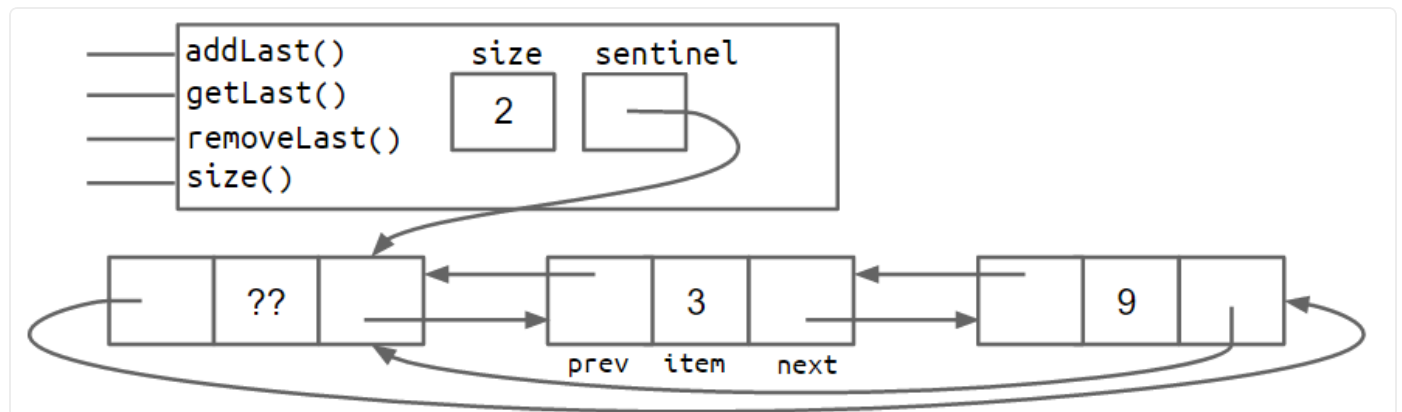 addLast()
size sentinel
getLast()
2
removeLast()
size()
?? 3 9
prev item next